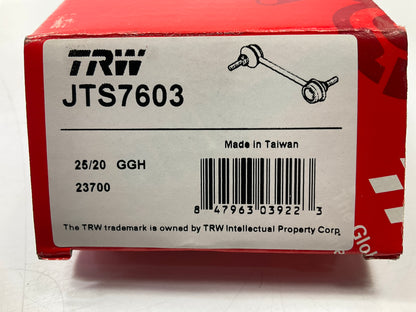 TRW
JTS7603
Made in Taiwan
25/20 GGH
23700
8 47963 03922 3
The TRW trademark is owned by TRW Intellectual Property Corp.